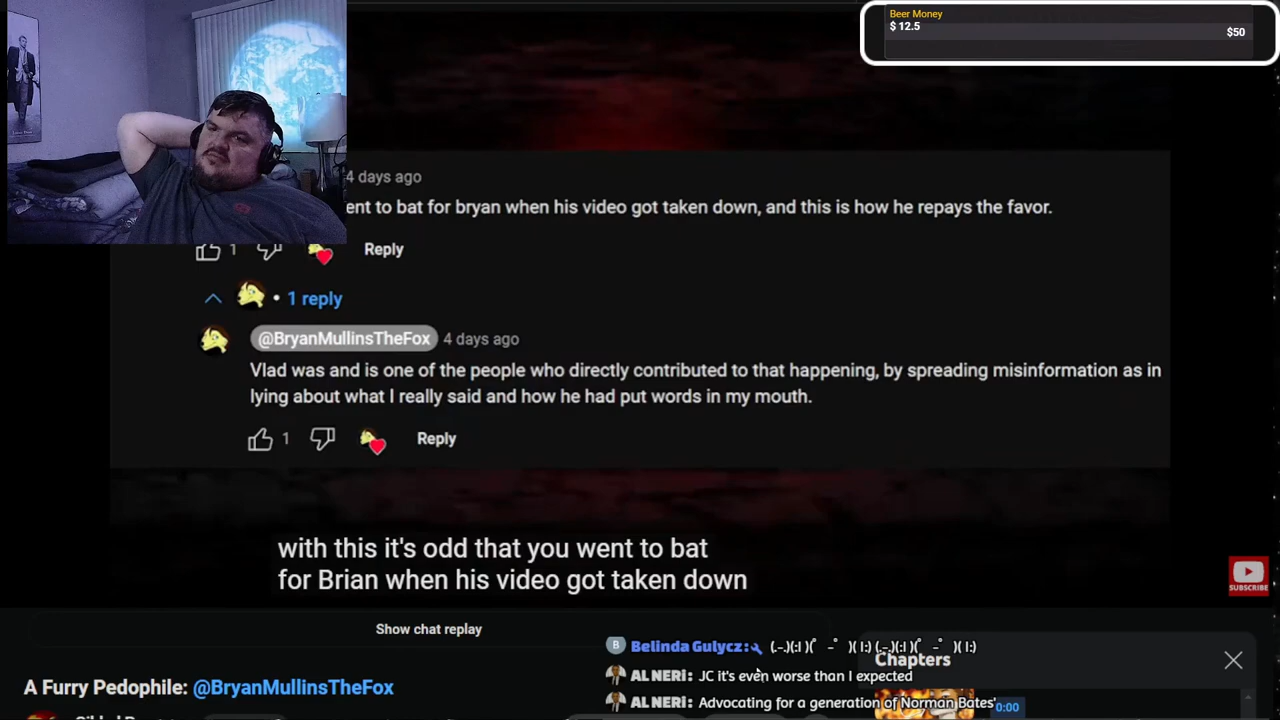 Beer Money
$ 12.5
$50
4 days ago
ent to bat for bryan when his video got taken down, and this is how he repays the favor.
1
Reply
• 1 reply
@BryanMullinsTheFox 4 days ago
Vlad was and is one of the people who directly contributed to that happening, by spreading misinformation as in
lying about what I really said and how he had put words in my mouth.
1
Reply
with this it's odd that you went to bat
for Brian when his video got taken down
SUBSCRIBE
Show chat replay
B Belinda Gulycz:
Chapters
AL NERI: JC it's even worse than I expected
A Furry Pedophile: @BryanMullinsTheFox
AL NERI: Advocating for a generation of Norman Bates'
0:00